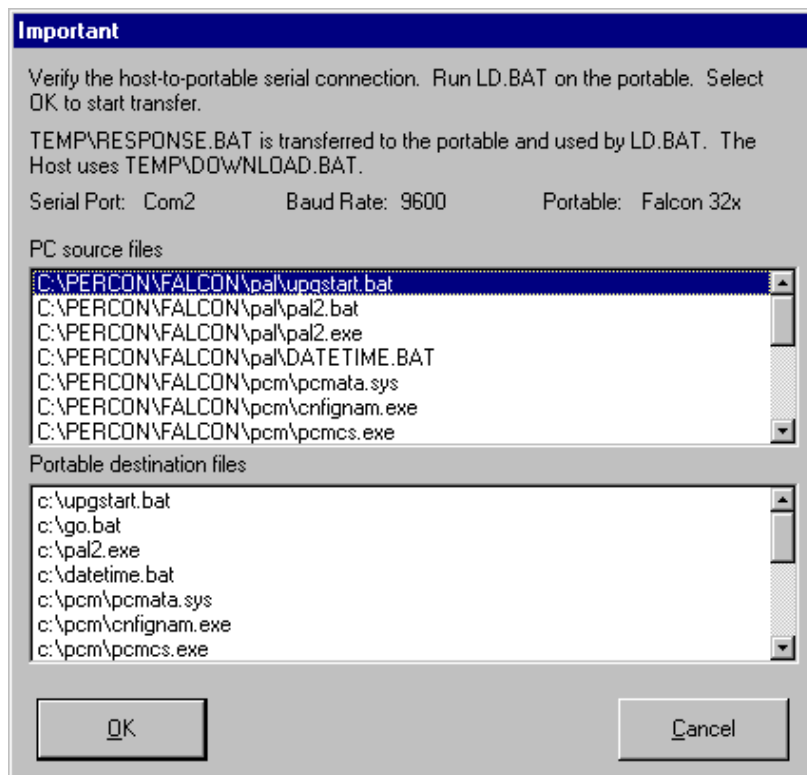 Important
Verify the host-to-portable serial connection.  Run LD.BAT on the portable.  Select
OK to start transfer.
TEMP\RESPONSE.BAT is transferred to the portable and used by LD.BAT.  The
Host uses TEMP\DOWNLOAD.BAT.
Serial Port:  Com2  Baud Rate:  9600  Portable:  Falcon 32x
PC source files
C:\PERCON\FALCON\pal\upgstart.bat
C:\PERCON\FALCON\pal\pal2.bat
C:\PERCON\FALCON\pal\pal2.exe
C:\PERCON\FALCON\pal\DATETIME.BAT
C:\PERCON\FALCON\pcm\pcmata.sys
C:\PERCON\FALCON\pcm\cnfignam.exe
C:\PERCON\FALCON\pcm\pcmcs.exe
Portable destination files
c:\upgstart.bat
c:\go.bat
c:\pal2.exe
c:\datetime.bat
c:\pcm\pcmata.sys
c:\pcm\cnfignam.exe
c:\pcm\pcmcs.exe
OK  Cancel